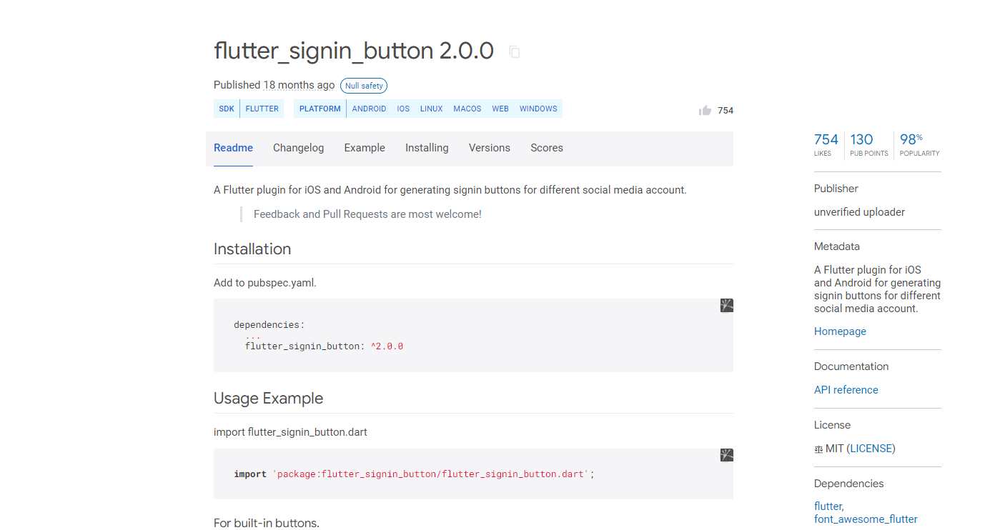 flutter_signin_button 2.0.0
Published 18 months ago Null safety
SDK FLUTTER PLATFORM ANDROID IOS LINUX MACOS WEB WINDOWS 754
Readme Changelog Example Installing Versions Scores
A Flutter plugin for iOS and Android for generating signin buttons for different social media account.
Feedback and Pull Requests are most welcome!
Installation
Add to pubspec.yaml.
dependencies:
...
flutter_signin_button: ^2.0.0
Usage Example
import flutter_signin_button.dart
import 'package:flutter_signin_button/flutter_signin_button.dart';
For built-in buttons.
754 130 98%
LIKES PUB POINTS POPULARITY
Publisher
unverified uploader
Metadata
A Flutter plugin for iOS
and Android for generating
signin buttons for different
social media account.
Homepage
Documentation
API reference
License
MIT (LICENSE)
Dependencies
flutter,
font_awesome_flutter